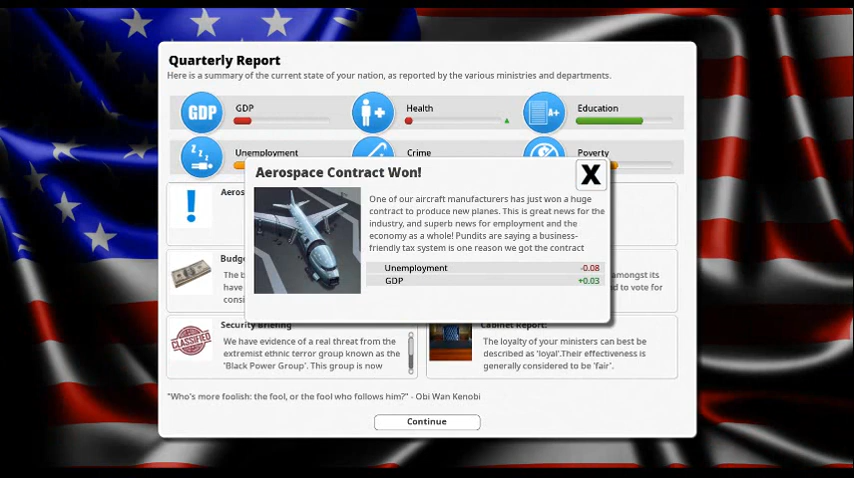 Quarterly Report
Here is a summary of the current state of your nation, as reported by the various ministries and departments.
GDP
GDP
Health
A+
Education
Unemployment
Crime
Poverty
Aerospace Contract Won!
X
One of our aircraft manufacturers has just won a huge
contract to produce new planes. This is great news for the
industry, and superb news for employment and the
economy as a whole! Pundits are saying a business-
friendly tax system is one reason we got the contract
Unemployment -0.08
GDP +0.03
Aeros
!
Budge
The b
have
consi
amongst its
d to vote for
Security Briefing
CLASSIFIED
We have evidence of a real threat from the
extremist ethnic terror group known as the
'Black Power Group'. This group is now
Cabinet Report:
The loyalty of your ministers can best be
described as 'loyal'.Their effectiveness is
generally considered to be 'fair'.
"Who's more foolish: the fool, or the fool who follows him?" - Obi Wan Kenobi
Continue